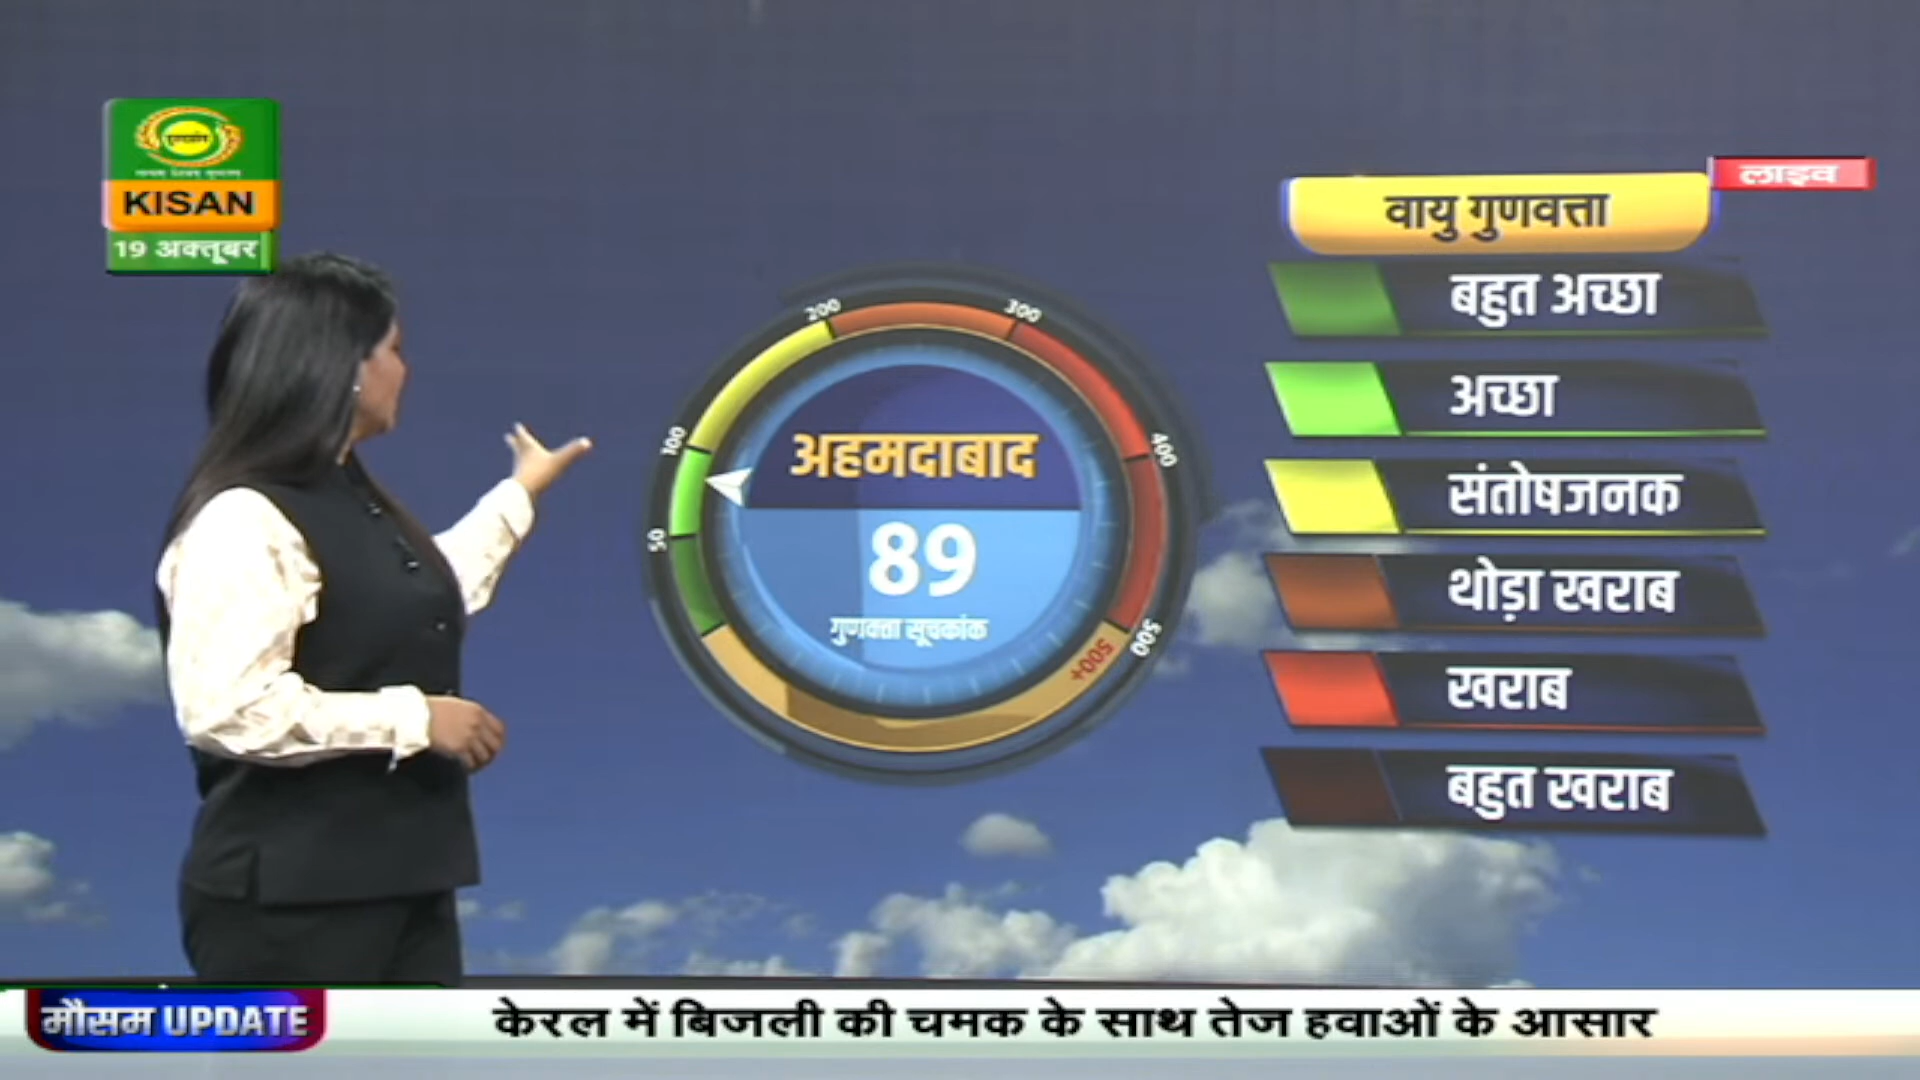 KISAN
19 अक्तूबर
लाइव
वायु गुणवत्ता
बहुत अच्छा
अच्छा
संतोषजनक
थोड़ा खराब
खराब
बहुत खराब
200
300
100
400
50
500
500+
अहमदाबाद
89
गुणवत्ता सूचकांक
मौसम UPDATE
केरल में बिजली की चमक के साथ तेज हवाओं के आसार